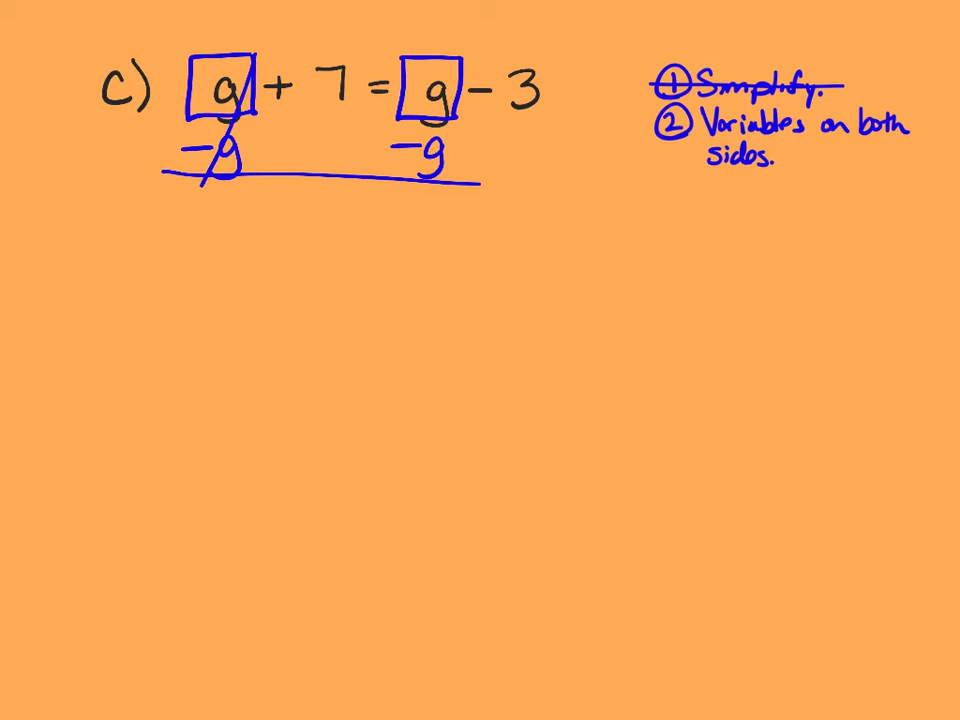 c) g + 7 = g - 3
-g -g
① Simplify.
② Variables on both
sides.